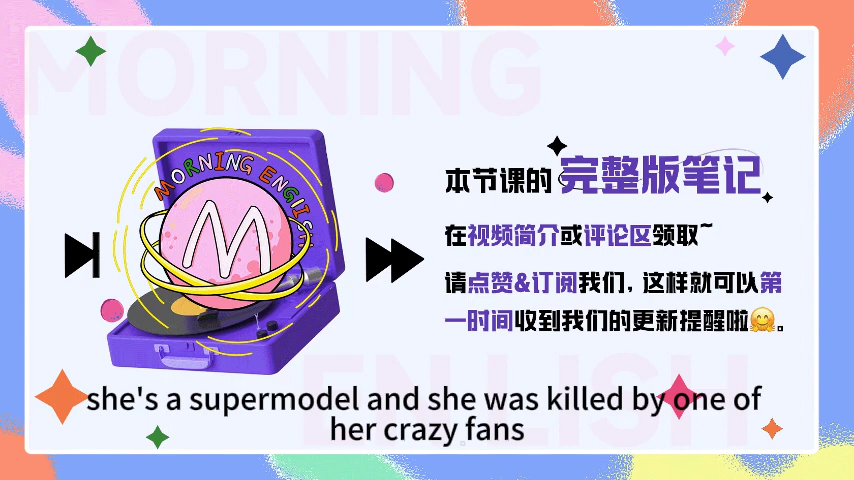 MORNING
MORNING ENGLISH
M
本节课的完整版笔记
在视频简介或评论区领取~
请点赞&订阅我们，这样就可以第
一时间收到我们的更新提醒啦🤗。
ENGLISH
she's a supermodel and she was killed by one of
her crazy fans